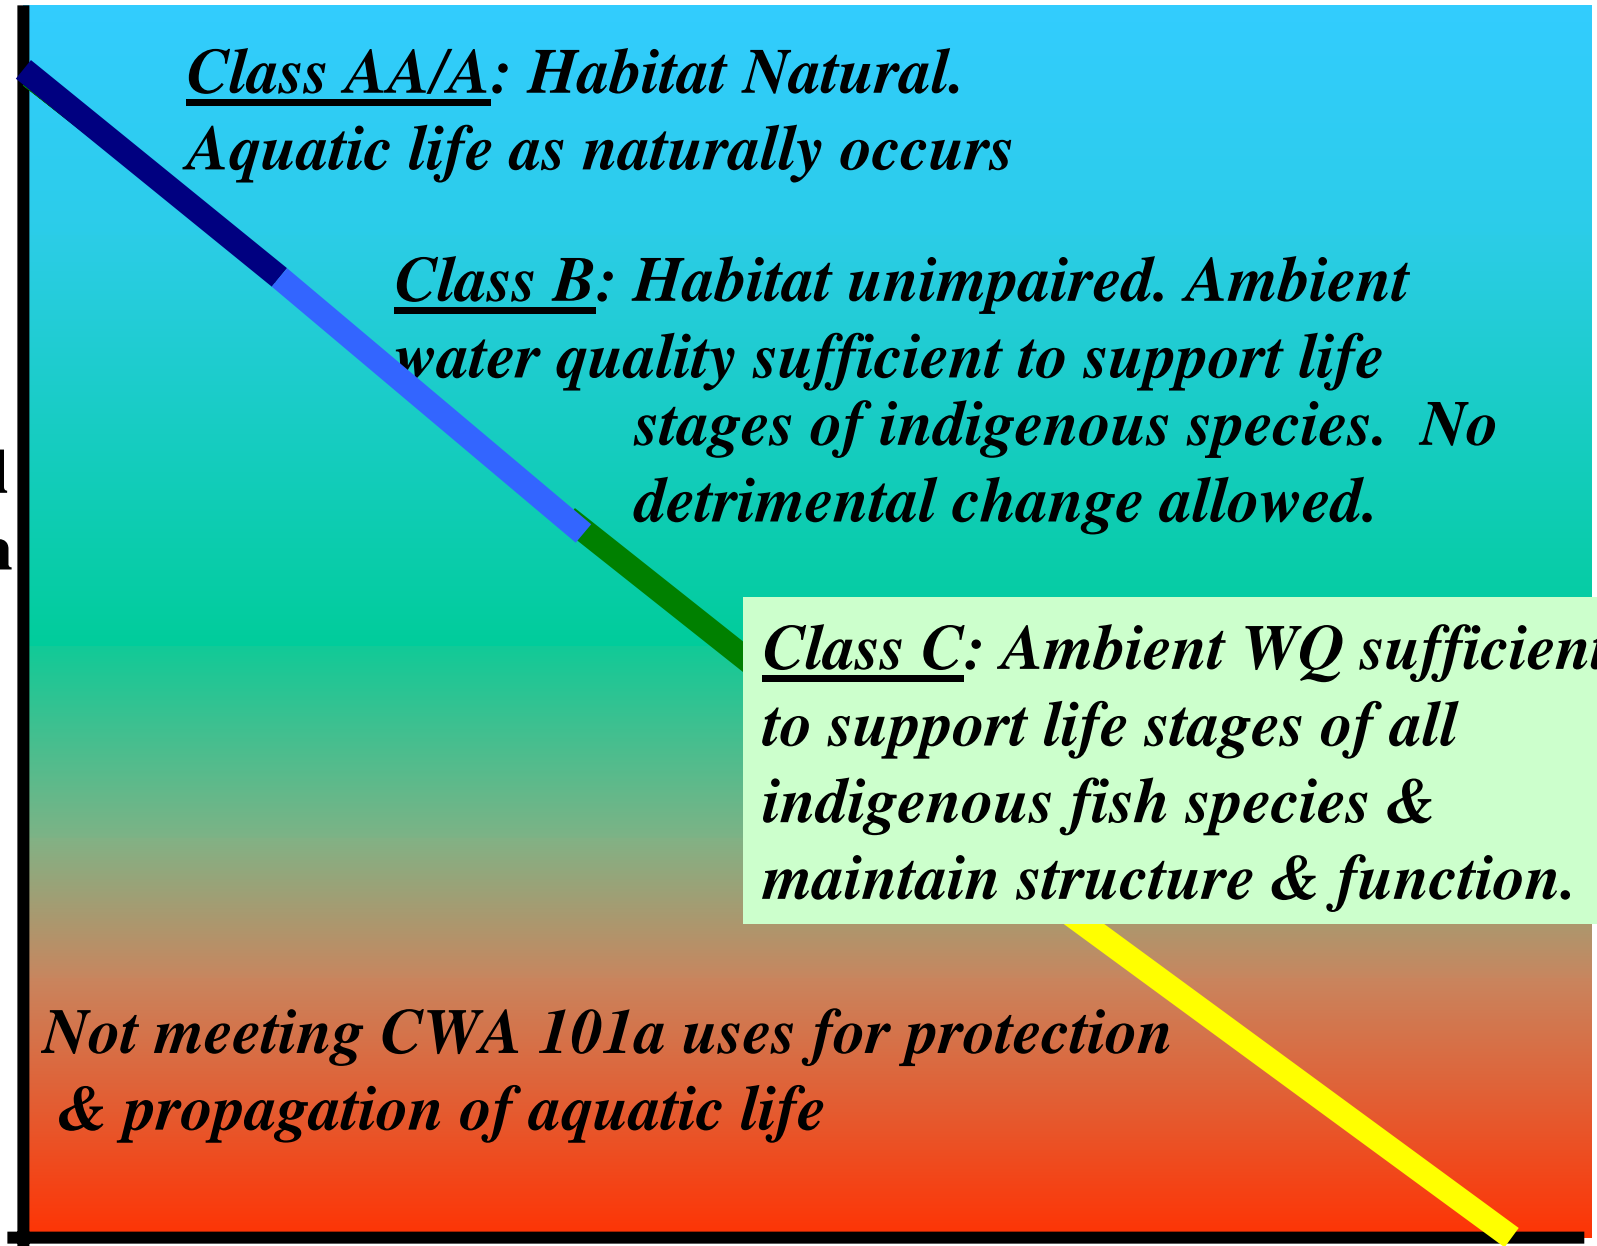 Class AA/A: Habitat Natural.
Aquatic life as naturally occurs
Class B: Habitat unimpaired. Ambient
water quality sufficient to support life
stages of indigenous species. No
detrimental change allowed.
Class C: Ambient WQ sufficient
to support life stages of all
indigenous fish species &
maintain structure & function.
Not meeting CWA 101a uses for protection
& propagation of aquatic life